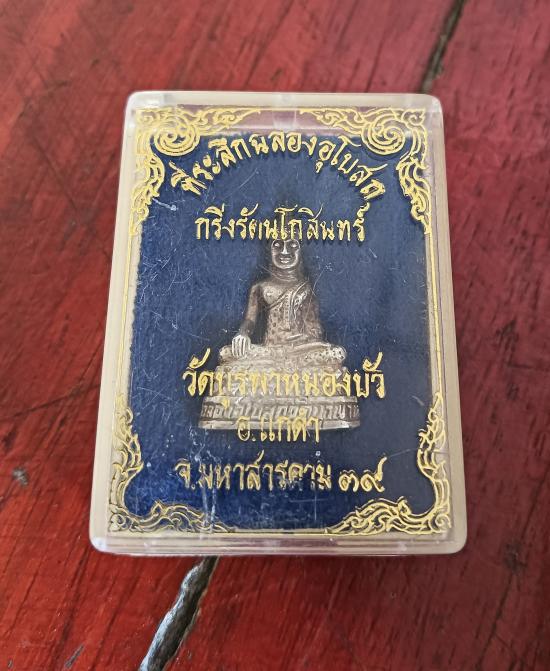 ที่ระลึกฉลองอุโบสถ
กริ่งรัตนโกสินทร์
วัดบูรพาหนองบัว
อ.แกดำ
จ.มหาสารคาม ๓๙